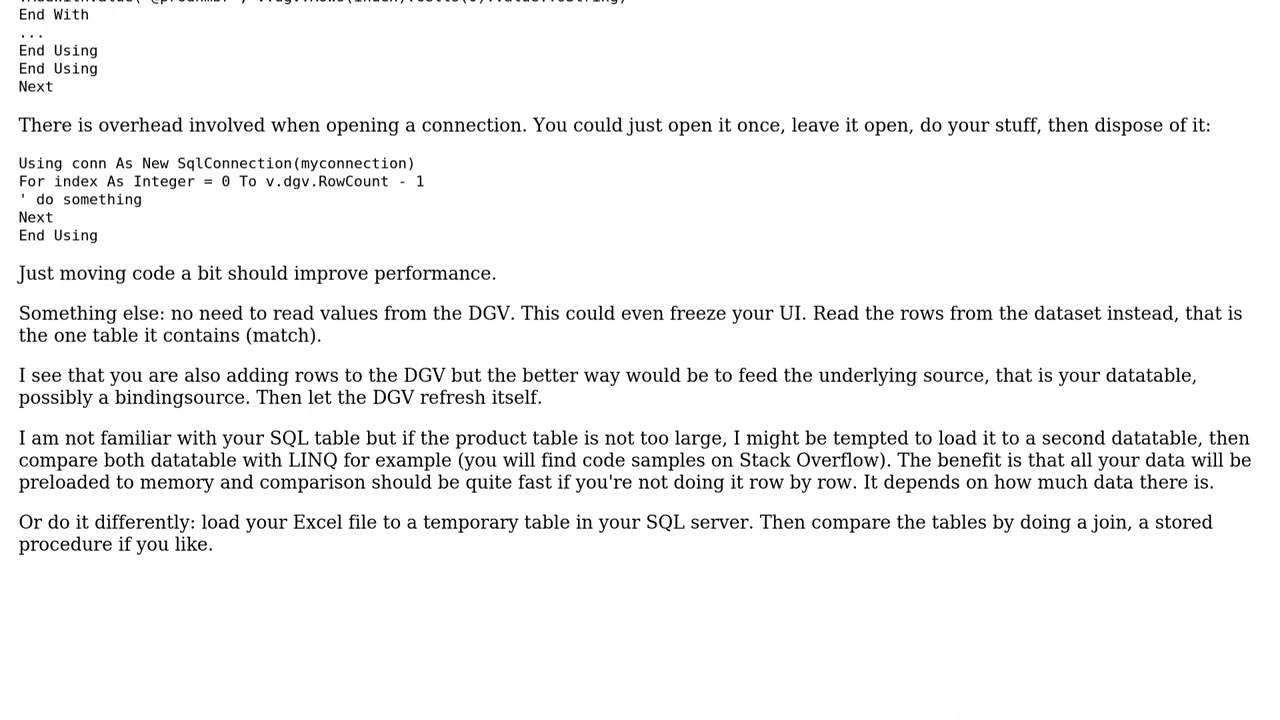 End With
...
End Using
End Using
Next
There is overhead involved when opening a connection. You could just open it once, leave it open, do your stuff, then dispose of it:
Using conn As New SqlConnection(myconnection)
For index As Integer = 0 To v.dgv.RowCount - 1
' do something
Next
End Using
Just moving code a bit should improve performance.
Something else: no need to read values from the DGV. This could even freeze your UI. Read the rows from the dataset instead, that is
the one table it contains (match).
I see that you are also adding rows to the DGV but the better way would be to feed the underlying source, that is your datatable,
possibly a bindingsource. Then let the DGV refresh itself.
I am not familiar with your SQL table but if the product table is not too large, I might be tempted to load it to a second datatable, then
compare both datatable with LINQ for example (you will find code samples on Stack Overflow). The benefit is that all your data will be
preloaded to memory and comparison should be quite fast if you're not doing it row by row. It depends on how much data there is.
Or do it differently: load your Excel file to a temporary table in your SQL server. Then compare the tables by doing a join, a stored
procedure if you like.